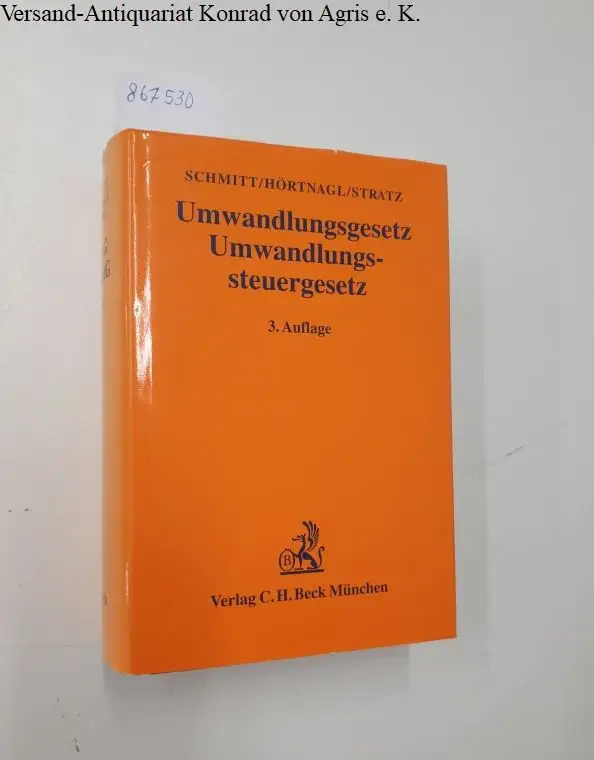 Versand-Antiquariat Konrad von Agris e. K.
867530
SCHMITT/HÖRTNAGL/STRATZ
Umwandlungsgesetz
Umwandlungs-
steuergesetz
3. Auflage
B
Verlag C. H. Beck München